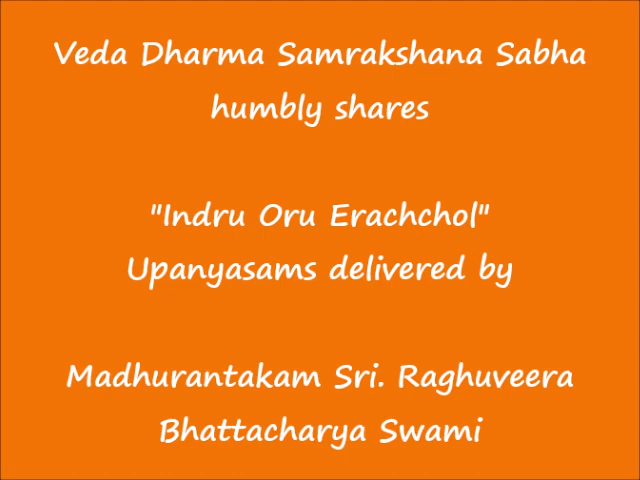 Veda Dharma Samrakshana Sabha
humbly shares
"Indru Oru Erachchol"
Upanyasams delivered by
Madhurantakam Sri. Raghuveera
Bhattacharya Swami